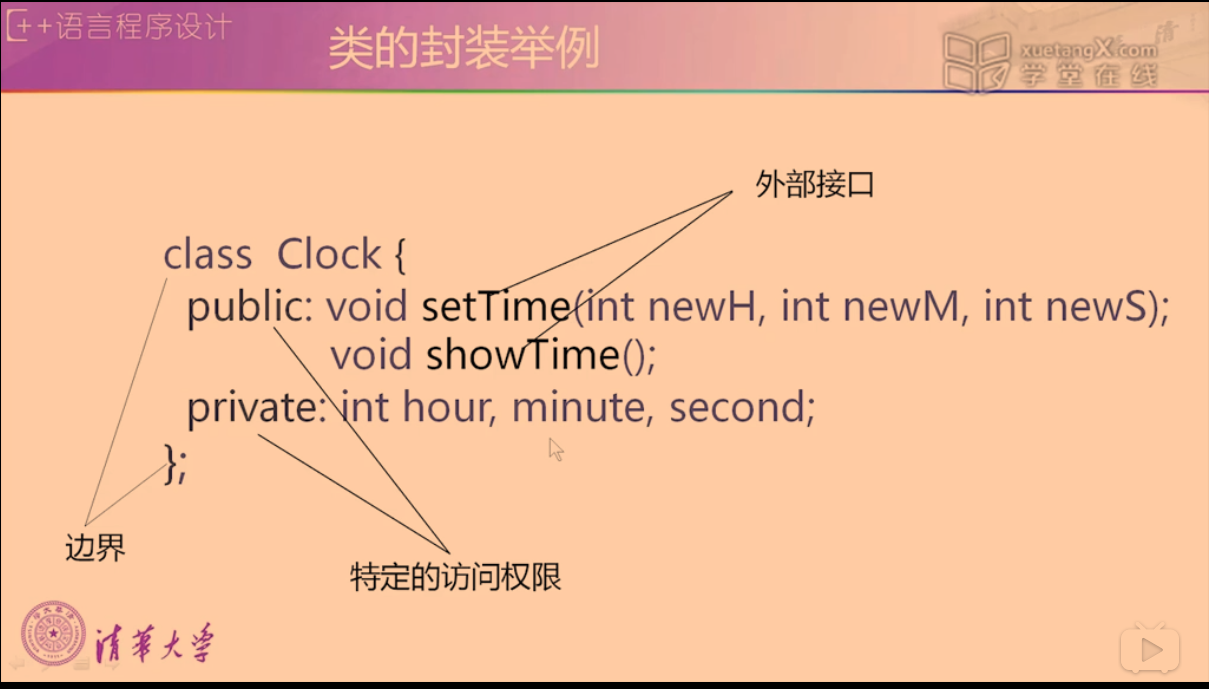 C++语言程序设计
类的封装举例
xuetangX.com
学堂在线
外部接口
class Clock {
public: void setTime(int newH, int newM, int newS);
void showTime();
private: int hour, minute, second;
};
边界
特定的访问权限
清华大学